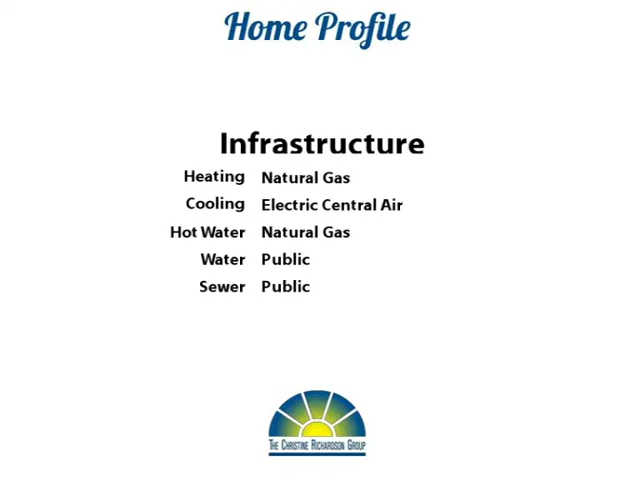 Home Profile
Infrastructure
Heating Natural Gas
Cooling Electric Central Air
Hot Water Natural Gas
Water Public
Sewer Public
The Christine Richardson Group